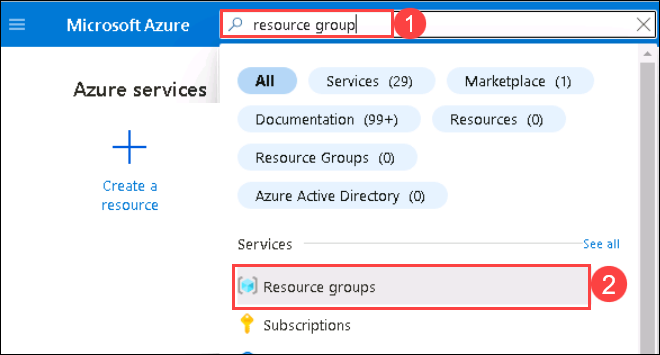 Microsoft Azure
resource group
1
Azure services
All
Services (29)
Marketplace (1)
Documentation (99+)
Resources (0)
Resource Groups (0)
Azure Active Directory (0)
Create a
resource
Services
See all
Resource groups
2
Subscriptions